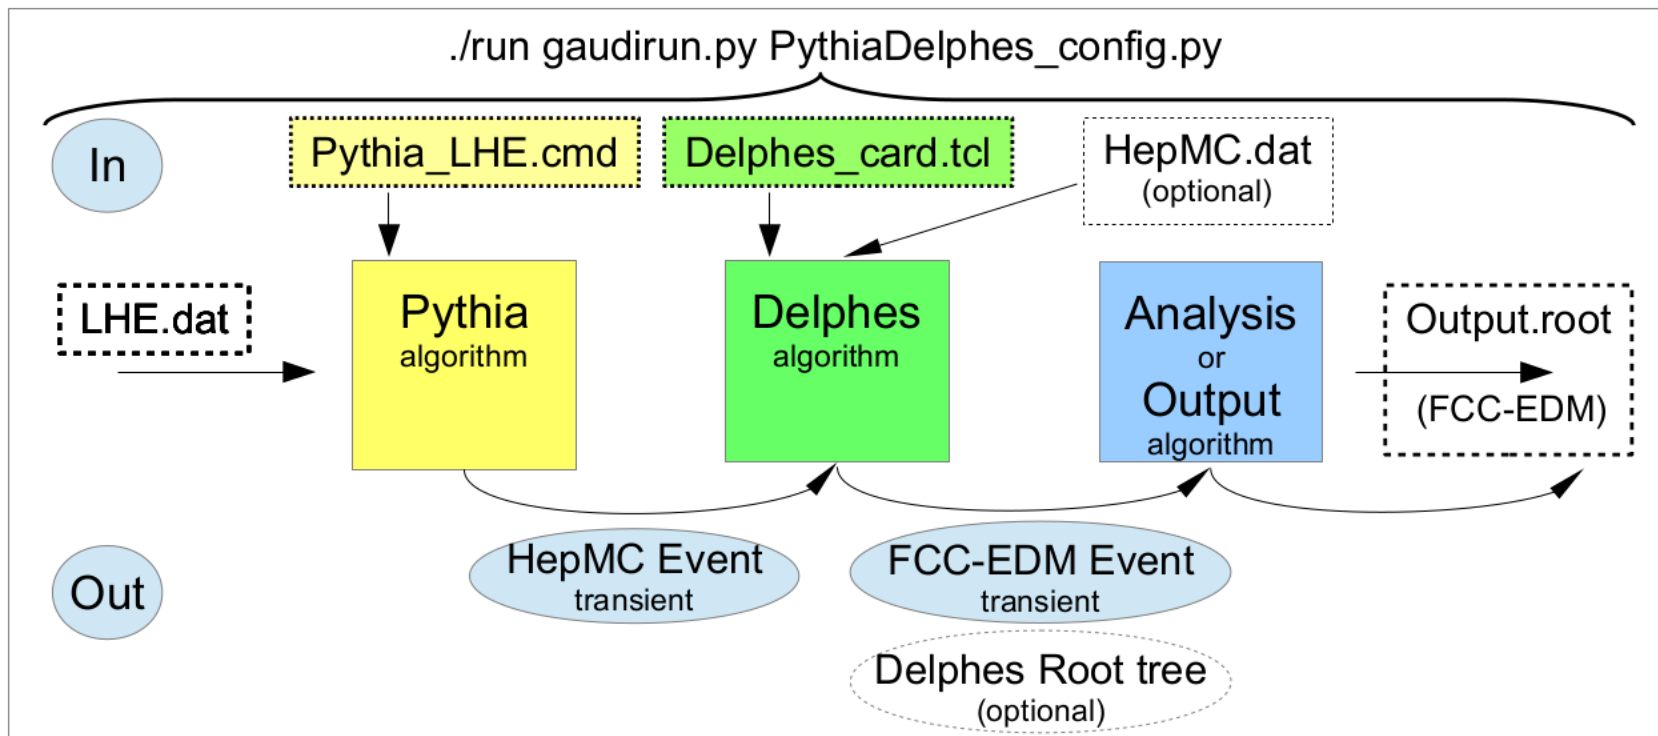 ./run gaudirun.py PythiaDelphes_config.py
In
Pythia_LHE.cmd
Delphes_card.tcl
HepMC.dat
(optional)
LHE.dat
Pythia
algorithm
Delphes
algorithm
Analysis
or
Output
algorithm
Output.root
(FCC-EDM)
Out
HepMC Event
transient
FCC-EDM Event
transient
Delphes Root tree
(optional)